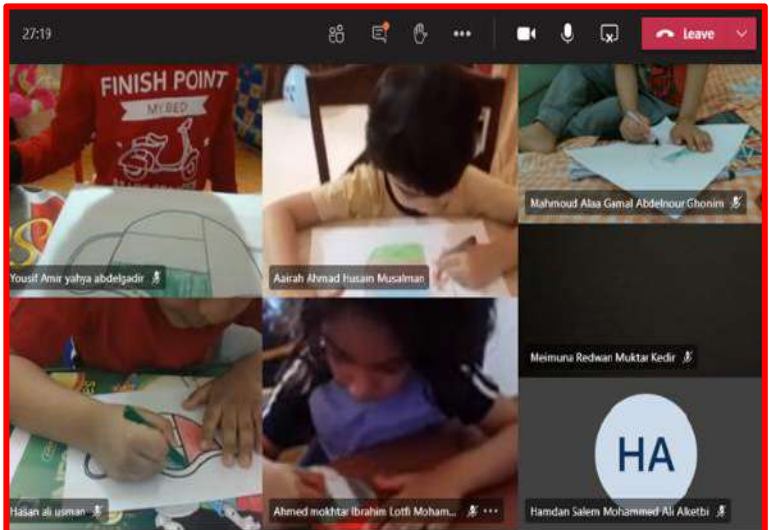 27:19
Leave
FINISH POINT
MY BED
Yousif Amir yahya abdelgadir
Aairah Ahmad Husain Musalman
Mahmoud Alaa Gamal Abdelnour Ghonim
Meimuna Redwan Muktar Kedir
Hasan ali usman
Ahmed mokhtar Ibrahim Lotfi Moham...
HA
Hamdan Salem Mohammed Ali Alketbi